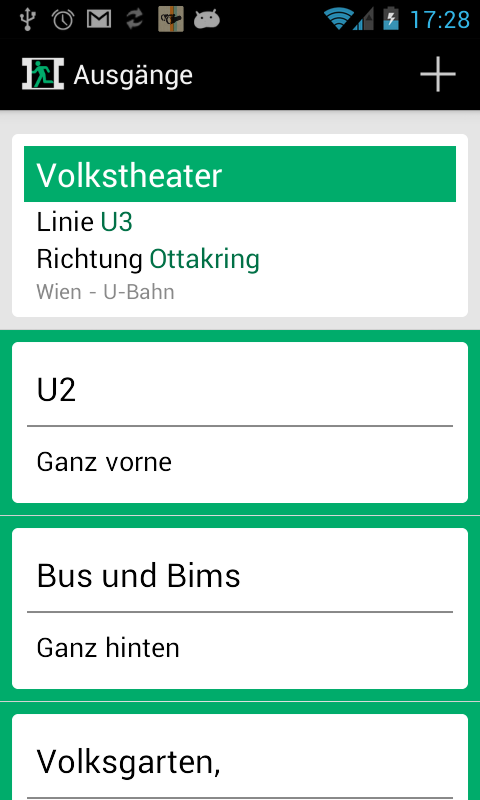 17:28
Ausgänge
Volkstheater
Linie U3
Richtung Ottakring
Wien - U-Bahn
U2
Ganz vorne
Bus und Bims
Ganz hinten
Volksgarten,